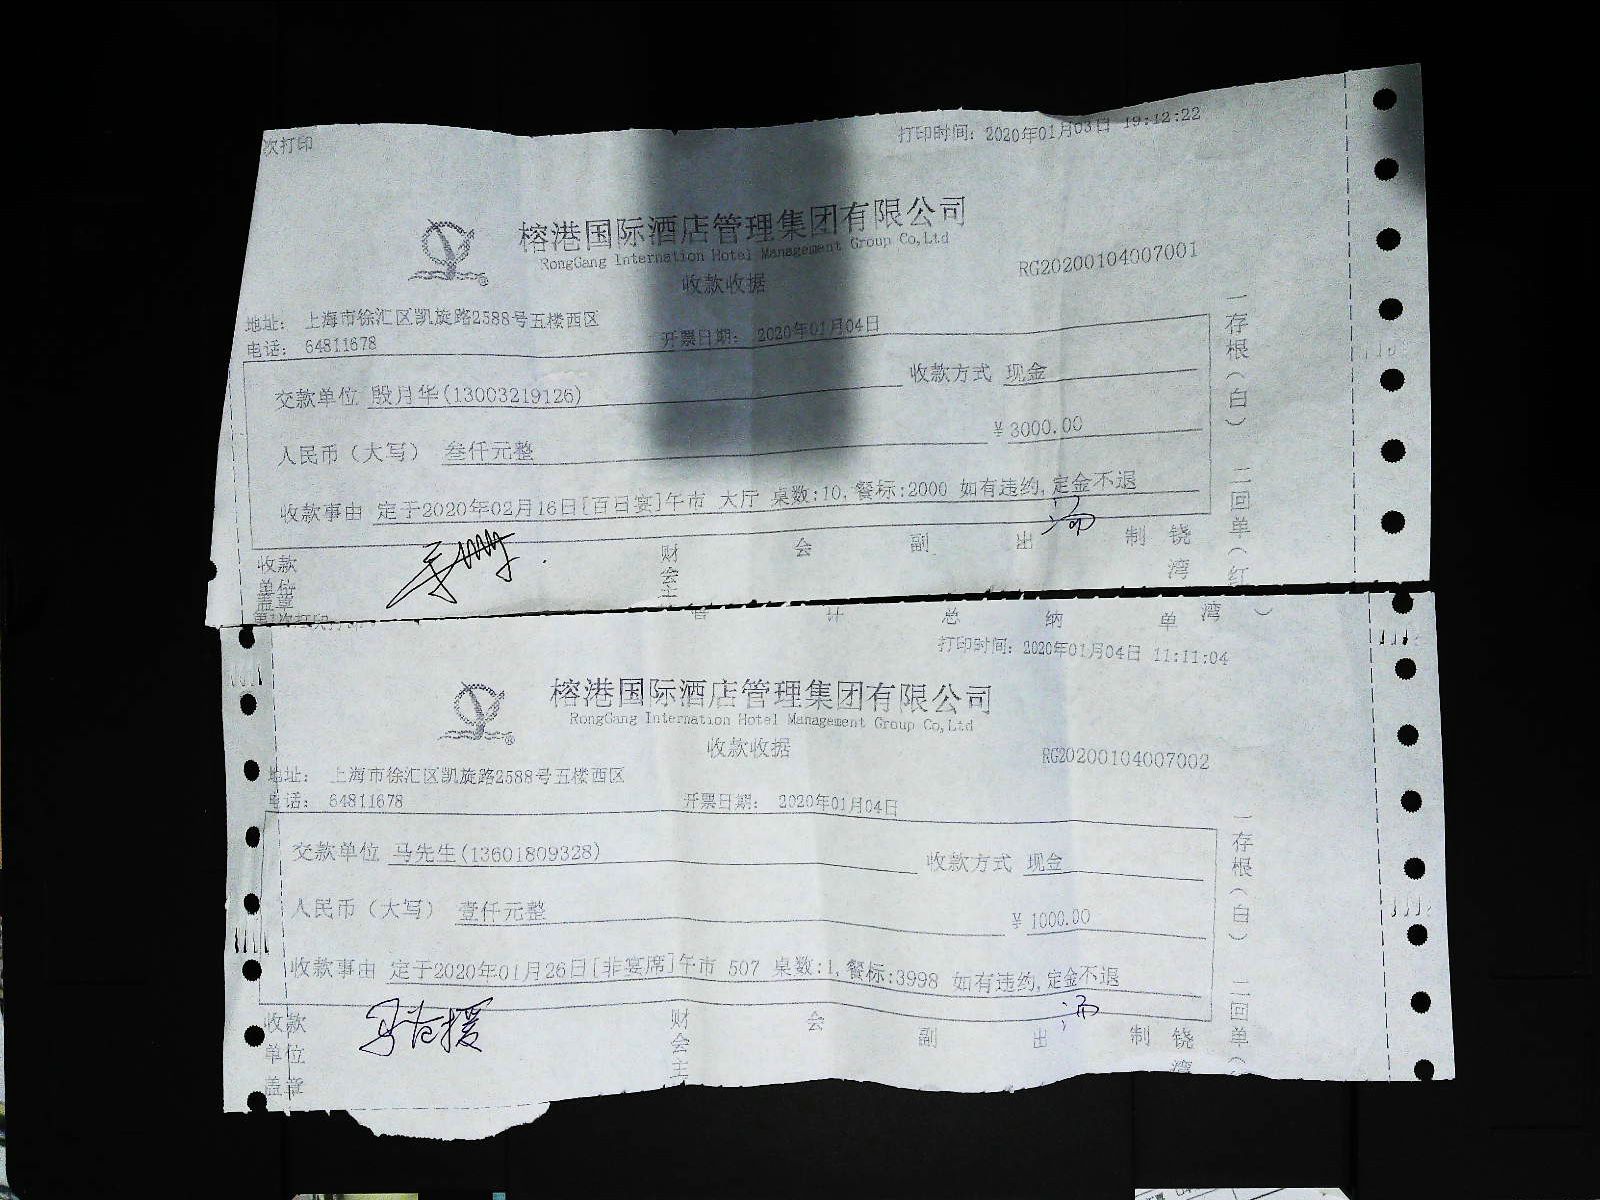 次打印
打印时间: 2020年01月03日 19:12:22
榕港国际酒店管理集团有限公司
RongGang Internation Hotel Management Group Co,Ltd
收款收据
RG20200104007001
地址: 上海市徐汇区凯旋路2588号五楼西区
电话: 64811678
开票日期: 2020年01月04日
交款单位 殷月华(13003219126)
收款方式 现金
人民币(大写) 叁仟元整
¥3000.00
收款事由 定于2020年02月16日[百日宴]午市 大厅 桌数:10,餐标:2000 如有违约,定金不退
收款单位盖章
财会主管
会计
副总
出纳
制单
一存根(白)
二回单(红)
打印时间: 2020年01月04日 11:11:04
榕港国际酒店管理集团有限公司
RongGang Internation Hotel Management Group Co,Ltd
收款收据
RG20200104007002
地址: 上海市徐汇区凯旋路2588号五楼西区
电话: 64811678
开票日期: 2020年01月04日
交款单位 马先生(13601809328)
收款方式 现金
人民币(大写) 壹仟元整
¥1000.00
收款事由 定于2020年01月26日[非宴席]午市 507 桌数:1,餐标:3998 如有违约,定金不退
收款单位盖章
财会主
会
副
出
制
一存根(白)
二回单(